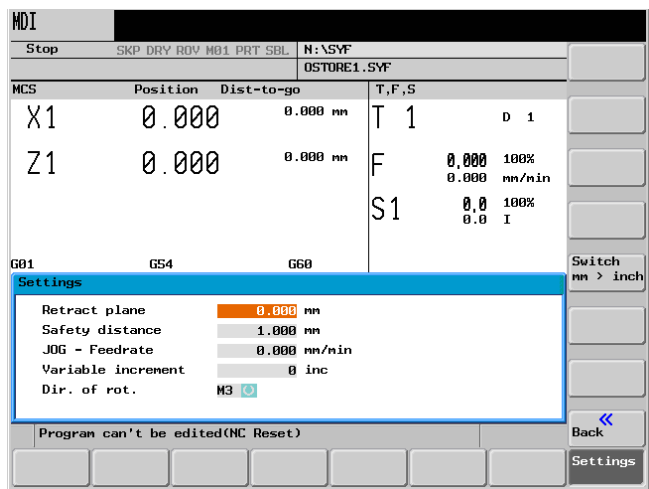 MDI
Stop SKP DRY ROV M01 PRT SBL N:\SYF
OSTORE1.SYF
MCS Position Dist-to-go T,F,S
X1 0.000 0.000 mm T 1 D 1
Z1 0.000 0.000 mm F 0,000 100%
0.000 mm/min
S1 0,0 100%
0.0 I
G01 G54 G60
Switch
mm > inch
Settings
Retract plane 0.000 mm
Safety distance 1.000 mm
JOG - Feedrate 0.000 mm/min
Variable increment 0 inc
Dir. of rot. M3
Program can't be edited(NC Reset)
« Back
Settings